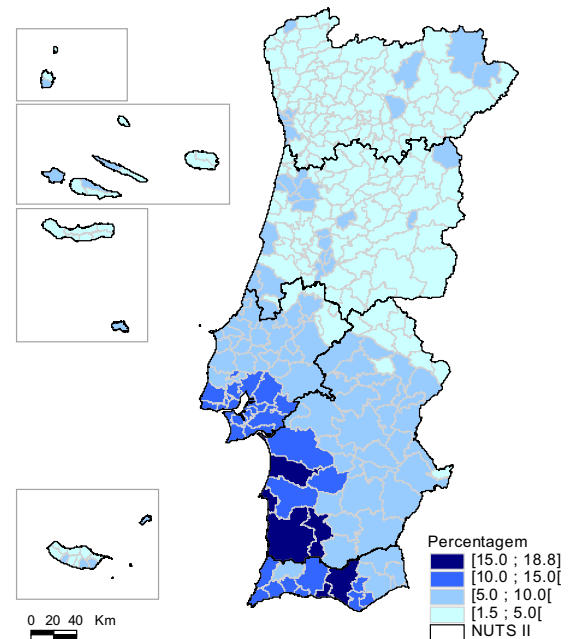 Percentagem
[15.0 ; 18.8]
[10.0 ; 15.0[
[5.0 ; 10.0[
[1.5 ; 5.0[
NUTS II
0 20 40 Km